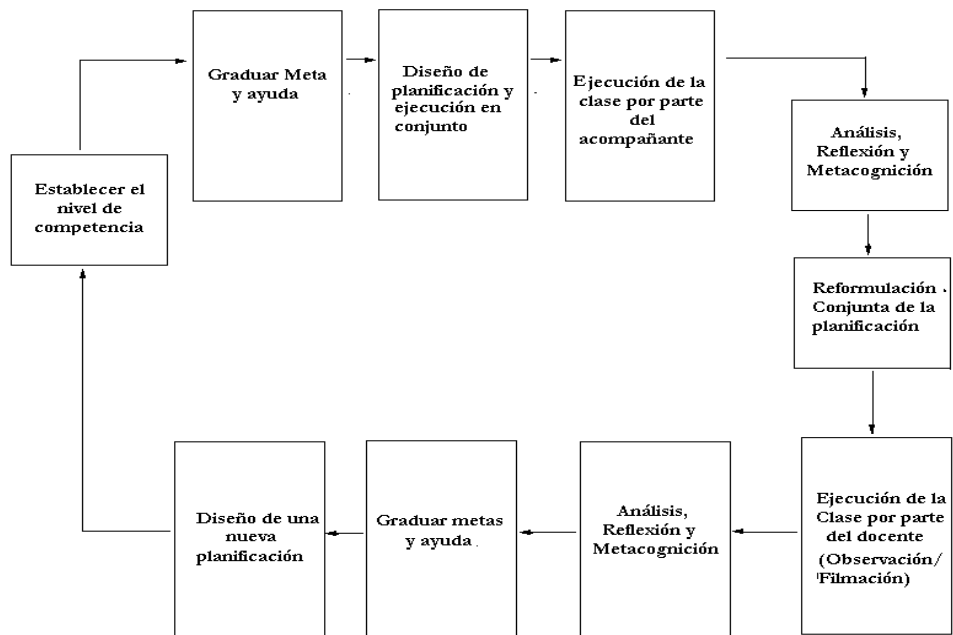 Establecer el
nivel de
competencia
Graduar Meta
y ayuda
Diseño de
planificación y
ejecución en
conjunto
Ejecución de la
clase por parte
del
acompañante
Análisis,
Reflexión y
Metacognición
Reformulación
Conjunta de la
planificación
Ejecución de la
Clase por parte
del docente
(Observación/
Filmación)
Análisis,
Reflexión y
Metacognición
Graduar metas
y ayuda
Diseño de una
nueva
planificación